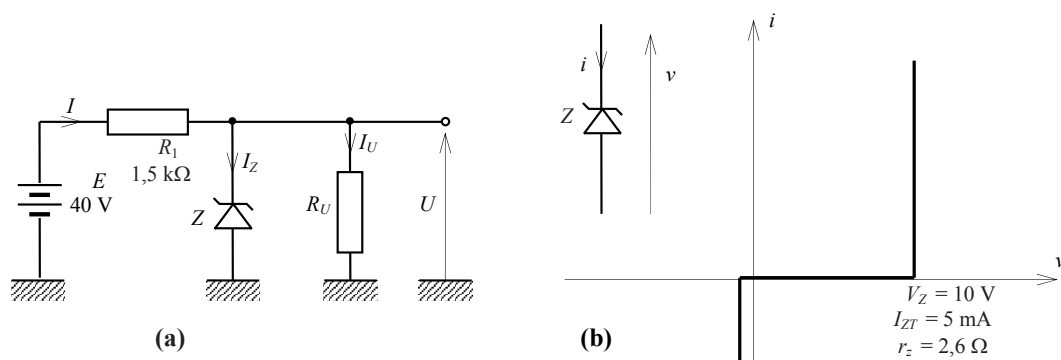 I
R1
1,5 kΩ
E
40 V
IZ
Z
IU
RU
U
(a)
i
v
Z
i
v
VZ = 10 V
IZT = 5 mA
rz = 2,6 Ω
(b)